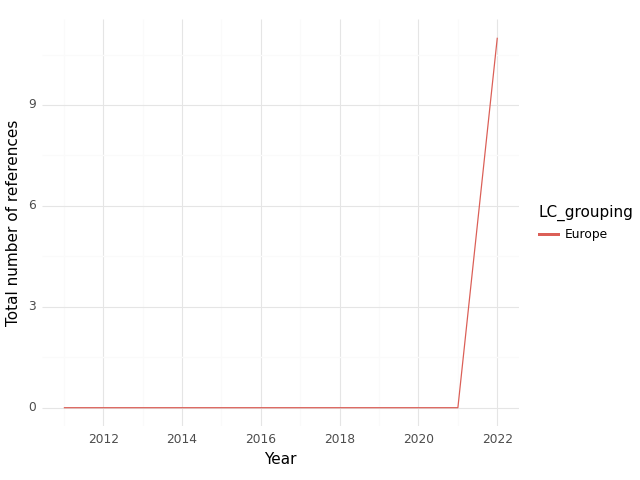 9
6
3
0
2012 2014 2016 2018 2020 2022
Year
Total number of references
LC_grouping
Europe